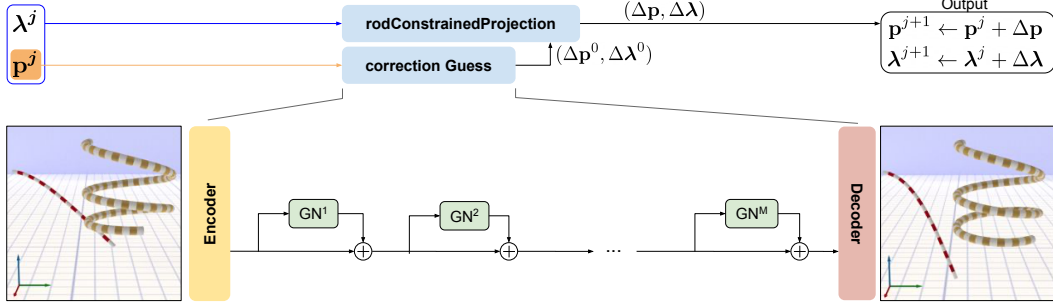 Output
λ^j
rodConstrainedProjection
(Δp, Δλ)
p^{j+1} ← p^j + Δp
λ^{j+1} ← λ^j + Δλ
p^j
correction Guess
(Δp^0, Δλ^0)
Encoder
GN^1
GN^2
...
GN^M
Decoder